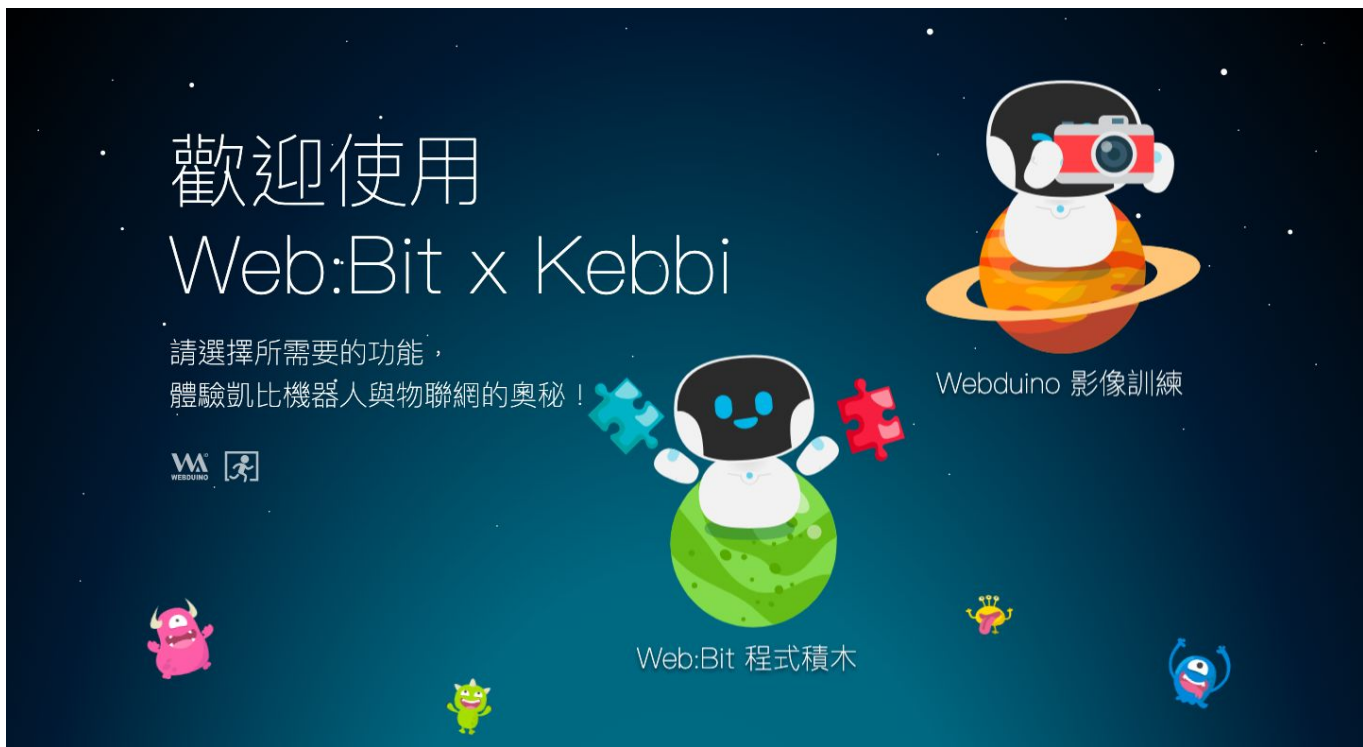 歡迎使用
Web:Bit x Kebbi
請選擇所需要的功能，
體驗凱比機器人與物聯網的奧秘！
WEBDUINO
Webduino 影像訓練
Web:Bit 程式積木